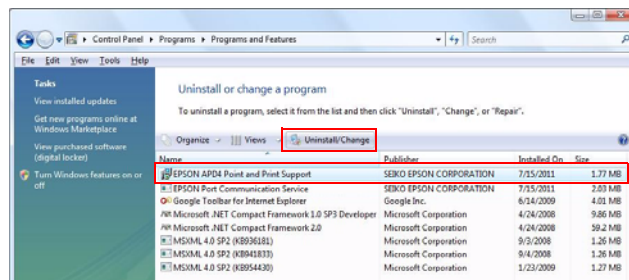 Control Panel ▸ Programs ▸ Programs and Features
Search
File Edit View Tools Help
Tasks
View installed updates
Get new programs online at
Windows Marketplace
View purchased software
(digital locker)
Turn Windows features on or
off
Uninstall or change a program
To uninstall a program, select it from the list and then click "Uninstall", "Change", or "Repair".
Organize Views Uninstall/Change
Name Publisher Installed On Size
EPSON APD4 Point and Print Support SEIKO EPSON CORPORATION 7/15/2011 1.77 MB
EPSON Port Communication Service SEIKO EPSON CORPORATION 7/15/2011 2.03 MB
Google Toolbar for Internet Explorer Google Inc. 6/14/2009 4.01 MB
Microsoft .NET Compact Framework 1.0 SP3 Developer Microsoft Corporation 4/24/2008 9.86 MB
Microsoft .NET Compact Framework 2.0 Microsoft Corporation 4/24/2008 59.2 MB
MSXML 4.0 SP2 (KB936181) Microsoft Corporation 9/3/2008 1.26 MB
MSXML 4.0 SP2 (KB941833) Microsoft Corporation 9/4/2008 1.26 MB
MSXML 4.0 SP2 (KB954430) Microsoft Corporation 1/23/2009 1.27 MB